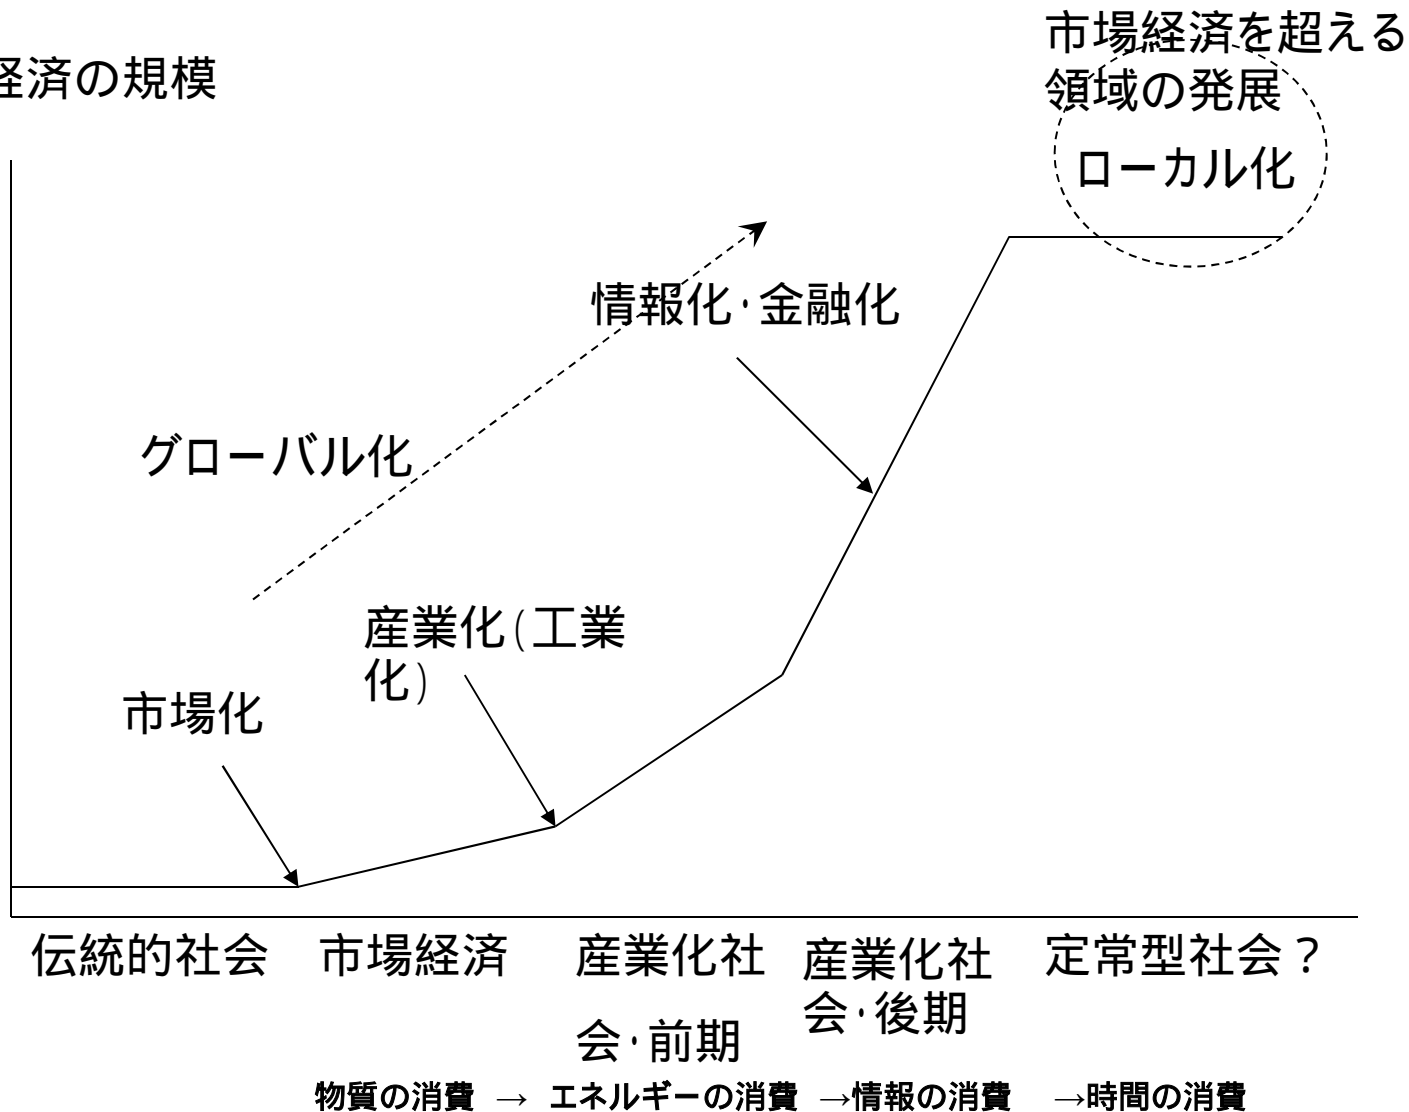 市場経済を超える
領域の発展
経済の規模
ローカル化
情報化・金融化
グローバル化
産業化(工業
化)
市場化
伝統的社会
市場経済
産業化社
会・前期
産業化社
会・後期
定常型社会？
物質の消費 → エネルギーの消費 →情報の消費 →時間の消費